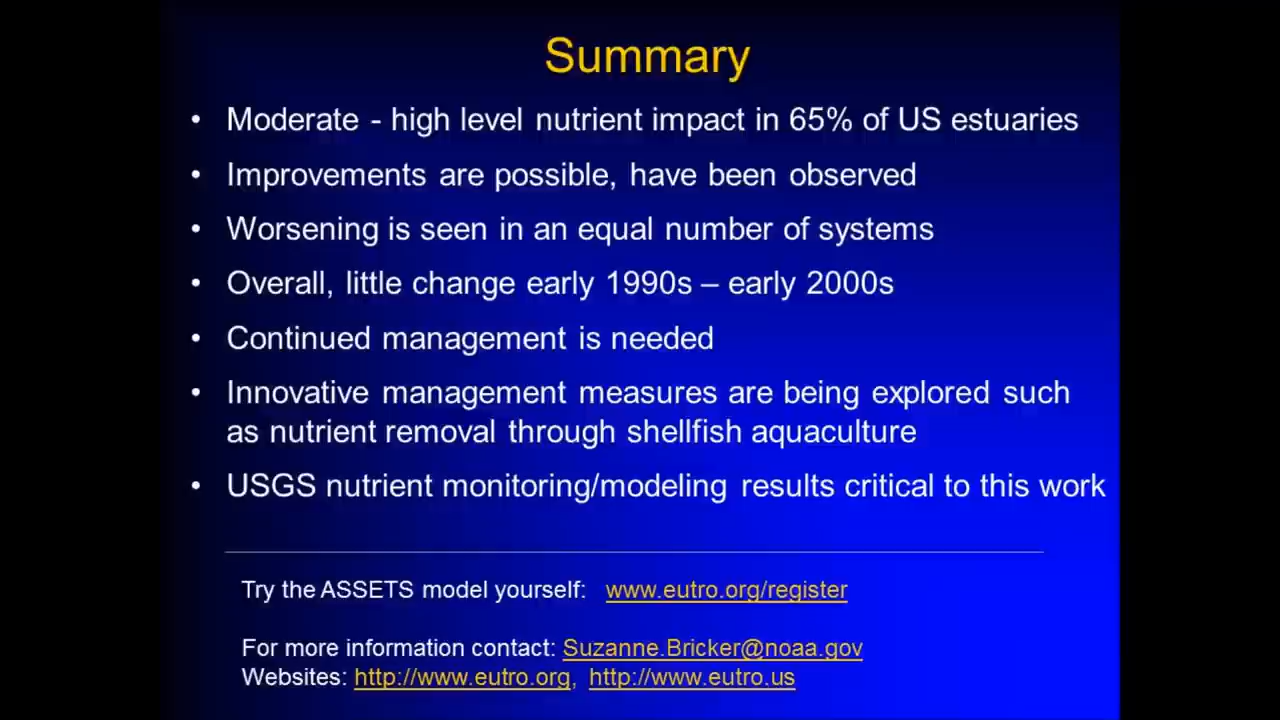 Summary
• Moderate - high level nutrient impact in 65% of US estuaries
• Improvements are possible, have been observed
• Worsening is seen in an equal number of systems
• Overall, little change early 1990s – early 2000s
• Continued management is needed
• Innovative management measures are being explored such
as nutrient removal through shellfish aquaculture
• USGS nutrient monitoring/modeling results critical to this work
Try the ASSETS model yourself: www.eutro.org/register
For more information contact: Suzanne.Bricker@noaa.gov
Websites: http://www.eutro.org, http://www.eutro.us